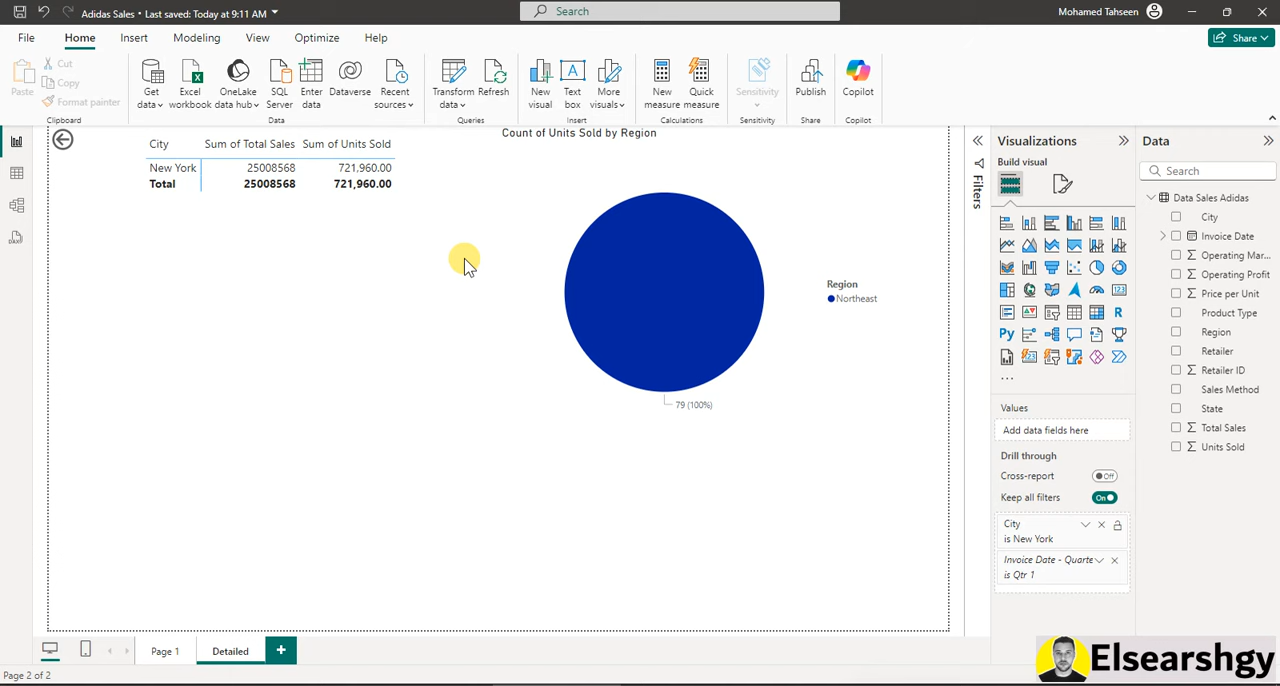 Adidas Sales • Last saved: Today at 9:11 AM
Search
Mohamed Tahseen
File Home Insert Modeling View Optimize Help
Share
Paste
Cut
Copy
Format painter
Get data
Excel workbook
OneLake data hub
SQL Server
Enter data
Dataverse
Recent sources
Transform data
Refresh
New visual
Text box
More visuals
New measure
Quick measure
Sensitivity
Publish
Copilot
Clipboard
Data
Queries
Insert
Calculations
Sensitivity
Share
Copilot
City Sum of Total Sales Sum of Units Sold
New York 25008568 721,960.00
Total 25008568 721,960.00
Count of Units Sold by Region
Region
Northeast
79 (100%)
Filters
Visualizations
Build visual
R
Py
123
Values
Add data fields here
Drill through
Cross-report Off
Keep all filters On
City
is New York
Invoice Date - Quarte
is Qtr 1
Data
Search
Data Sales Adidas
City
Invoice Date
Operating Mar...
Operating Profit
Price per Unit
Product Type
Region
Retailer
Retailer ID
Sales Method
State
Total Sales
Units Sold
Page 1
Detailed
Page 2 of 2
Elsearshgy